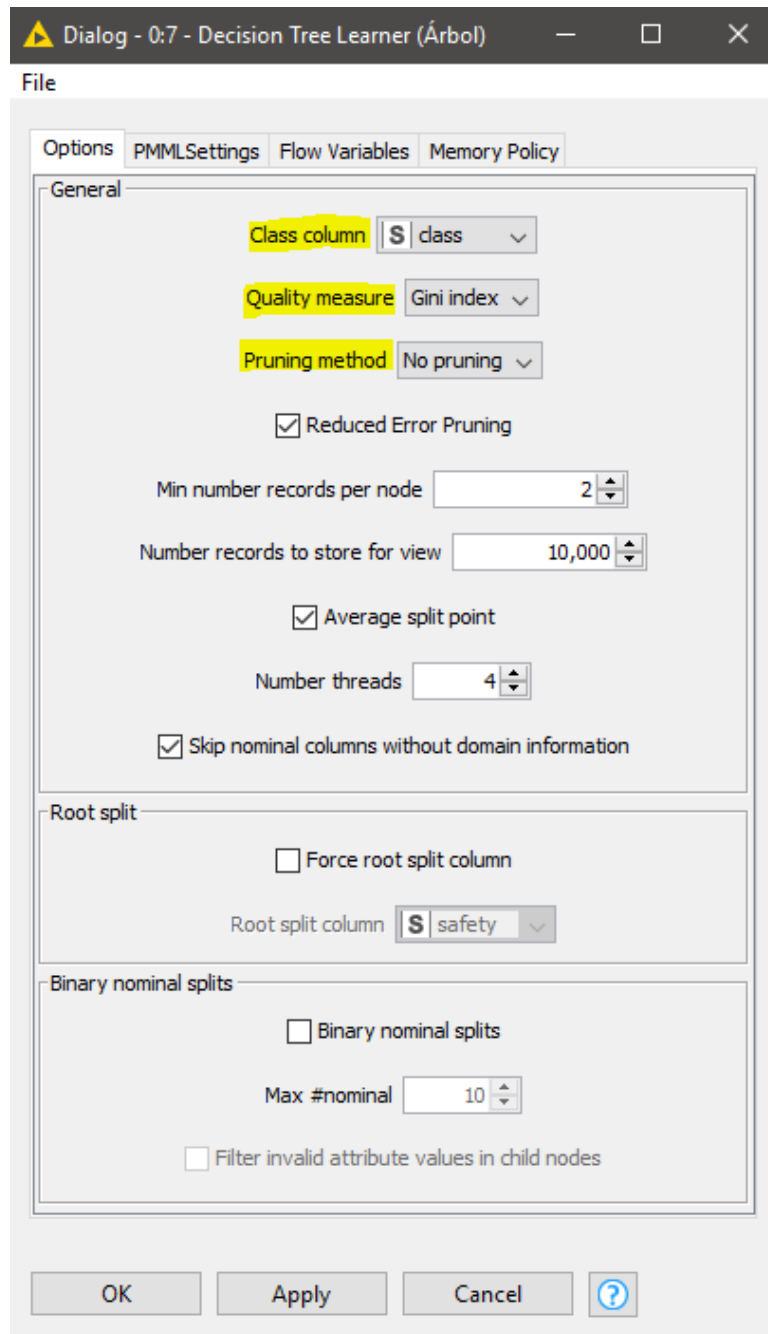 Dialog - 0:7 - Decision Tree Learner (Árbol)
File
Options PMMLSettings Flow Variables Memory Policy
General
Class column S class
Quality measure Gini index
Pruning method No pruning
Reduced Error Pruning
Min number records per node 2
Number records to store for view 10,000
Average split point
Number threads 4
Skip nominal columns without domain information
Root split
Force root split column
Root split column S safety
Binary nominal splits
Binary nominal splits
Max #nominal 10
Filter invalid attribute values in child nodes
OK Apply Cancel ?